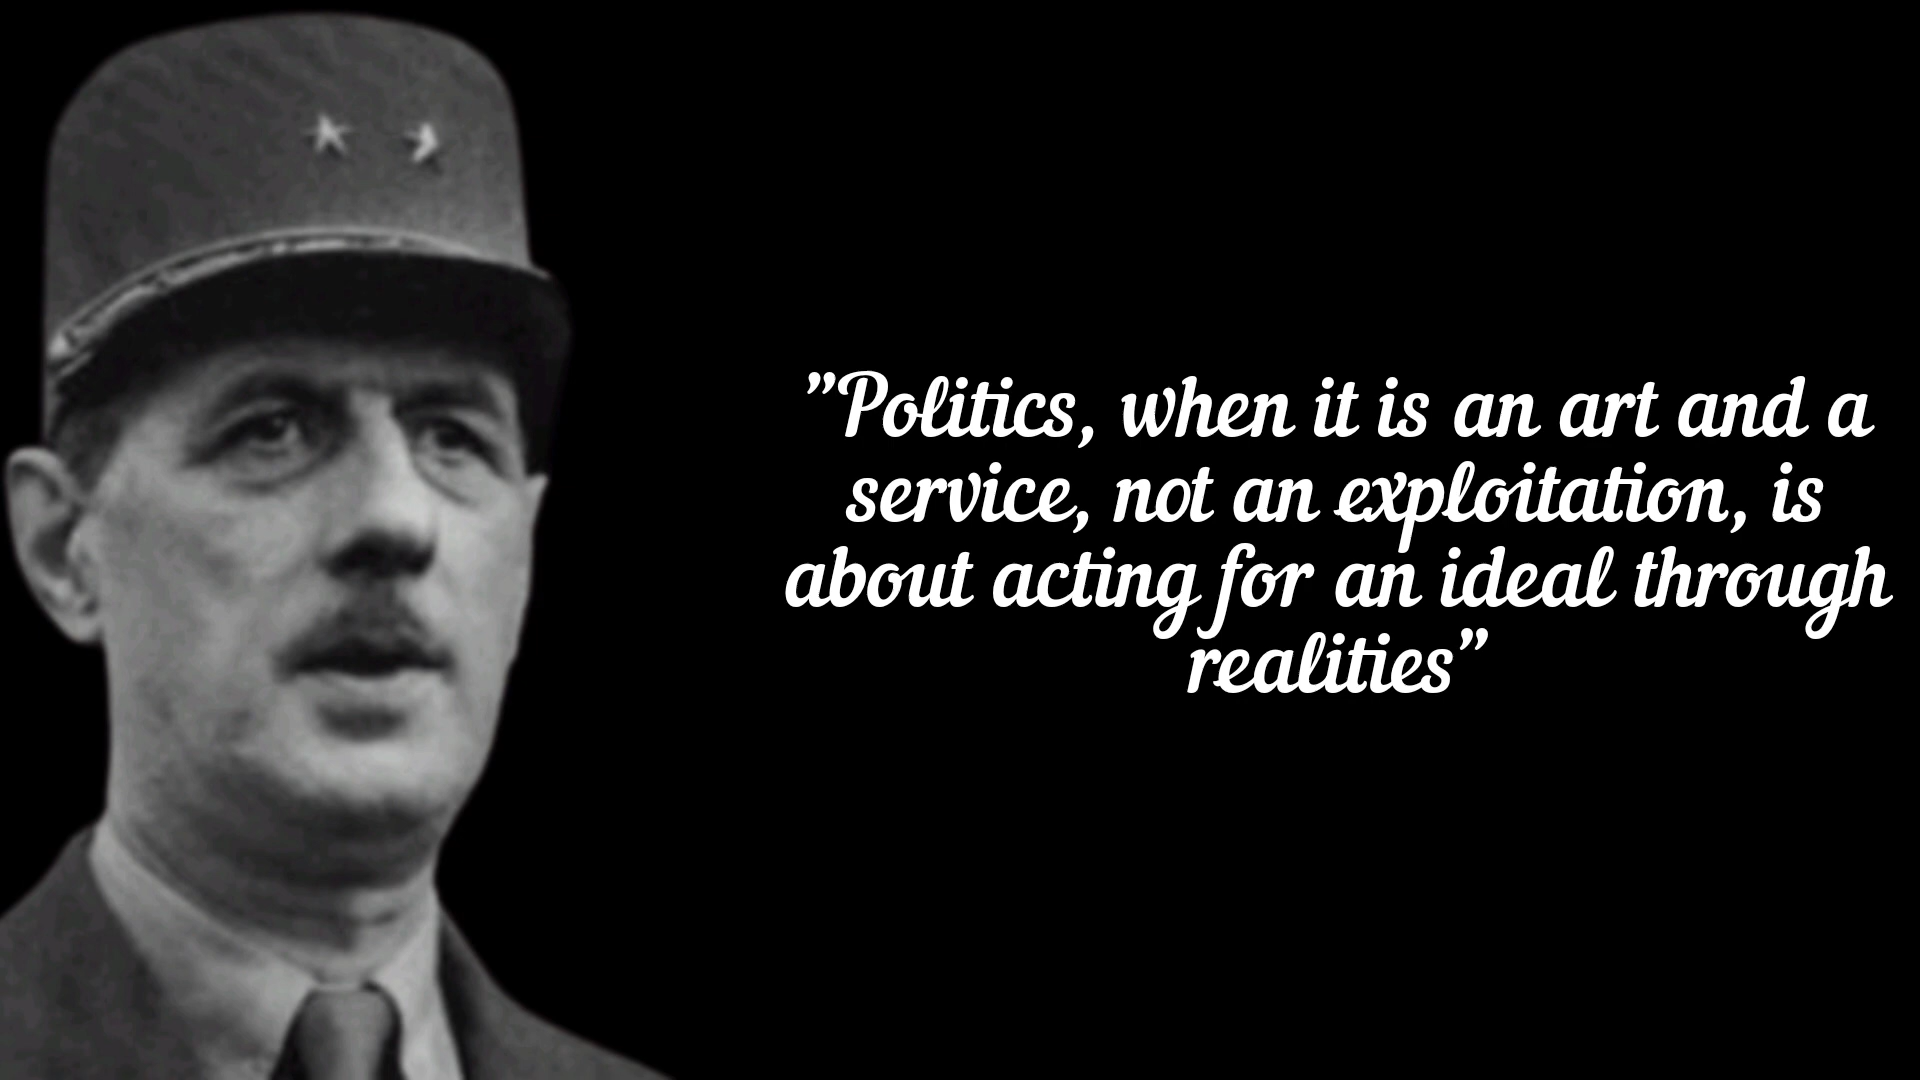 ”Politics, when it is an art and a
service, not an exploitation, is
about acting for an ideal through
realities”